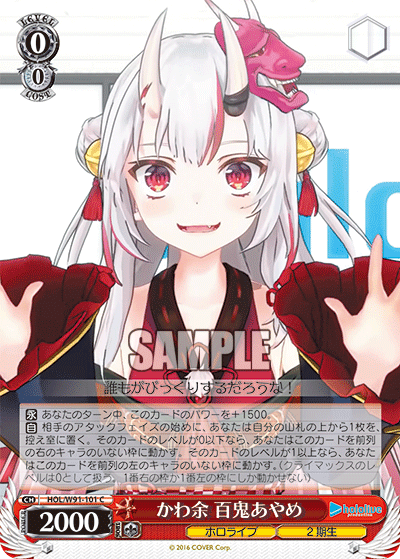 LEVEL
0
0
COST
SAMPLE
誰もがびっくりするだろうな!
永 あなたのターン中、このカードのパワーを+1500。
自 相手のアタックフェイズの始めに、あなたは自分の山札の上から1枚を、
控え室に置く。そのカードのレベルが0以下なら、あなたはこのカードを前列
の右のキャラのいない枠に動かす。そのカードのレベルが1以上なら、あなた
はこのカードを前列の左のキャラのいない枠に動かす。(クライマックスのレ
ベルは0として扱う。1番右の枠か1番左の枠にしか動かせない)
CH HOL/W91-101 C
2000
かわ余 百鬼あやめ
hololive
ホロライブ
2期生
© 2016 COVER Corp.